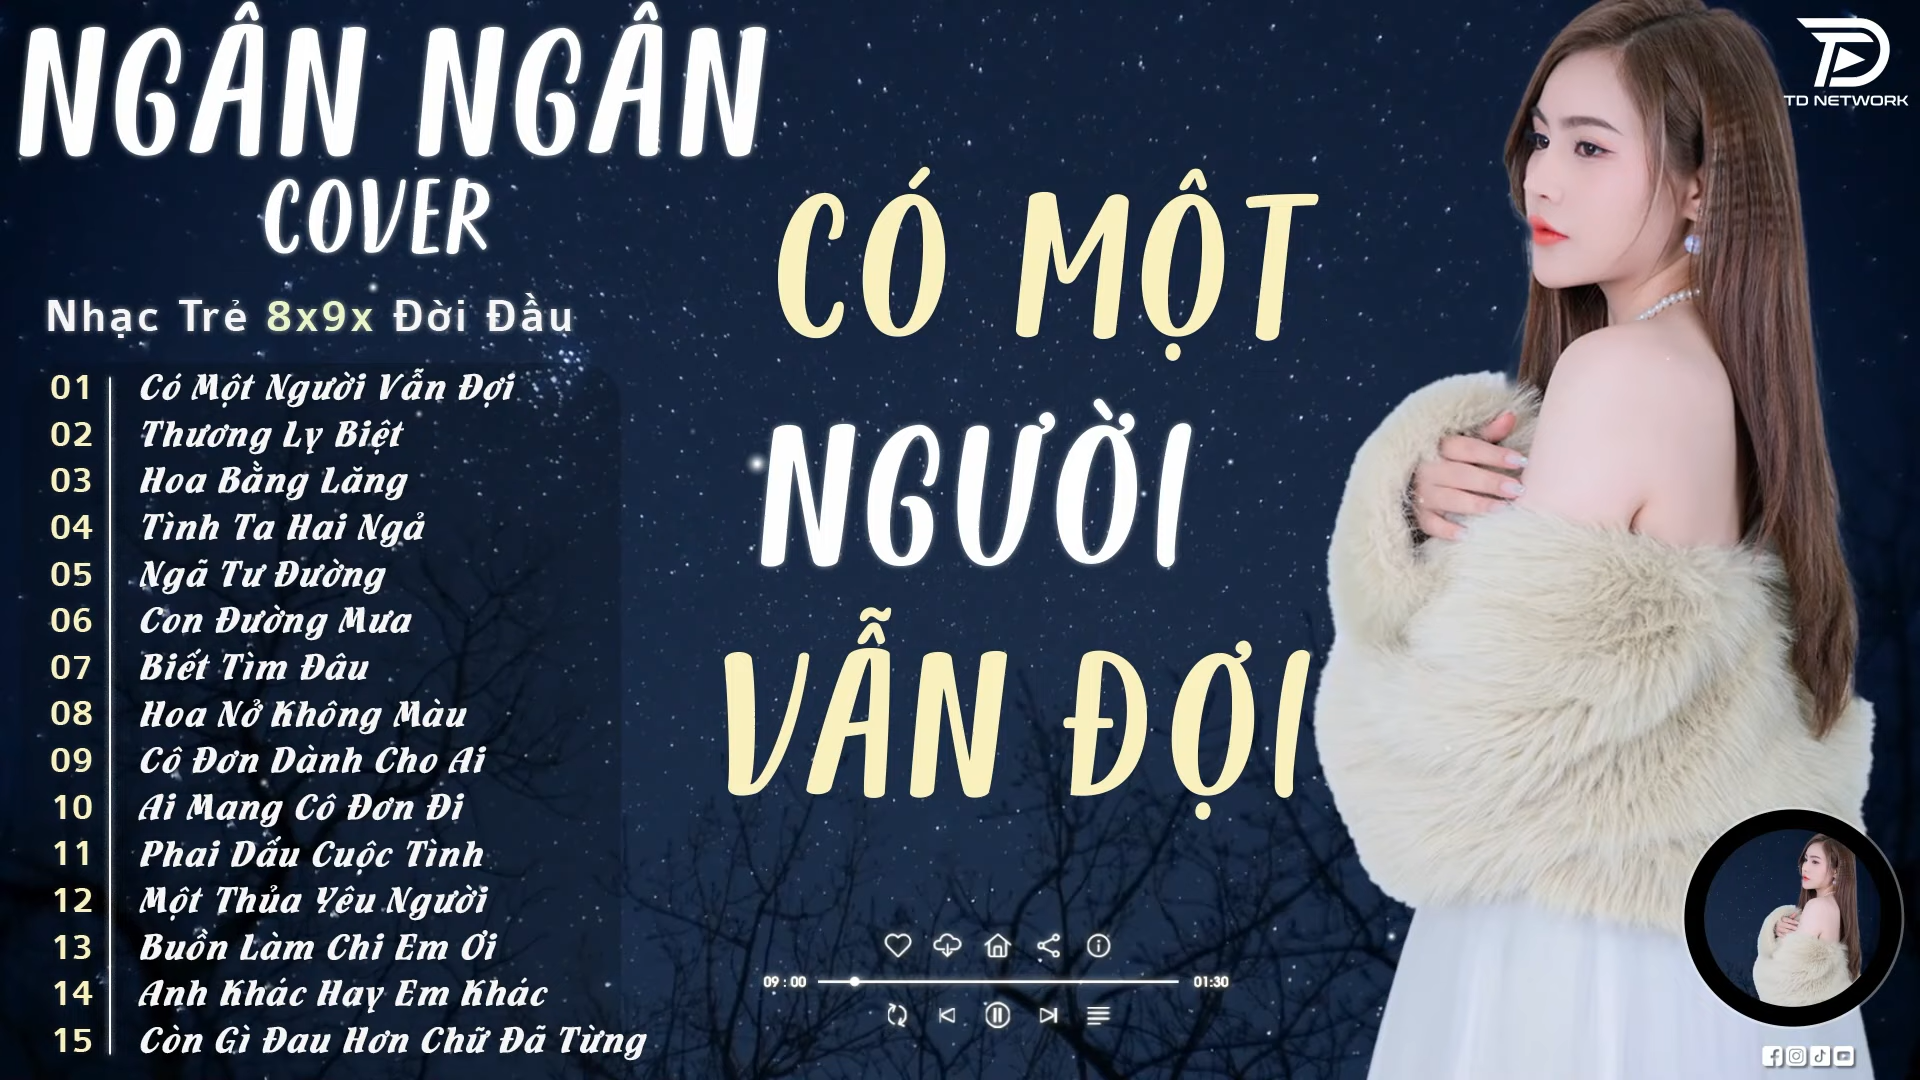 NGÂN NGÂN
COVER
Nhạc Trẻ 8x9x Đời Đầu
01 Có Một Người Vẫn Đợi
02 Thương Ly Biệt
03 Hoa Bằng Lăng
04 Tình Ta Hai Ngả
05 Ngã Tư Đường
06 Con Đường Mưa
07 Biết Tìm Đâu
08 Hoa Nở Không Màu
09 Cô Đơn Dành Cho Ai
10 Ai Mang Cô Đơn Đi
11 Phai Dấu Cuộc Tình
12 Một Thủa Yêu Người
13 Buồn Làm Chi Em Ơi
14 Anh Khác Hay Em Khác
15 Còn Gì Đau Hơn Chữ Đã Từng
CÓ MỘT
NGƯỜI
VẪN ĐỢI
09 : 00 01:30
TD NETWORK